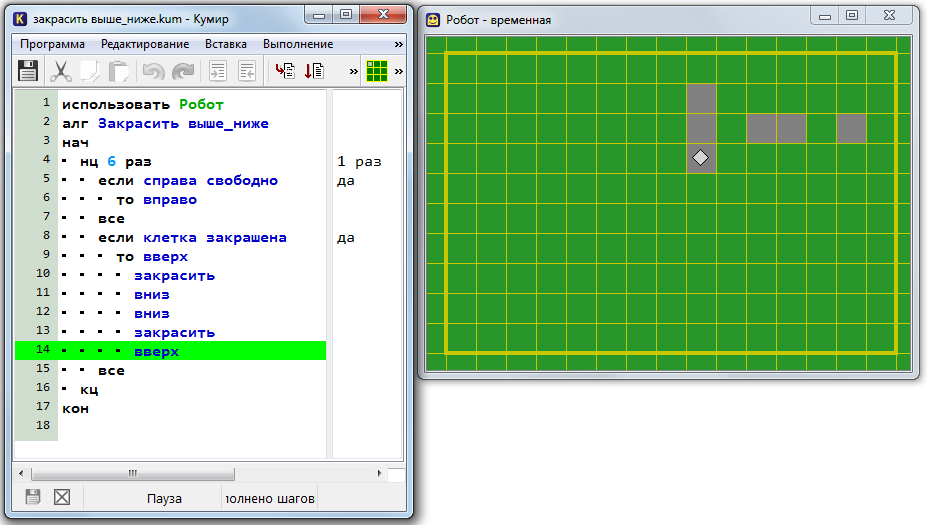 закрасить выше_ниже.kum - Кумир
Программа Редактирование Вставка Выполнение »
» »
1 использовать Робот
2 алг Закрасить выше_ниже
3 нач
4 нц 6 раз 1 раз
5 если справа свободно да
6 то вправо
7 все
8 если клетка закрашена да
9 то вверх
10 закрасить
11 вниз
12 вниз
13 закрасить
14 вверх
15 все
16 кц
17 кон
18
Пауза олнено шагов
Робот - временная